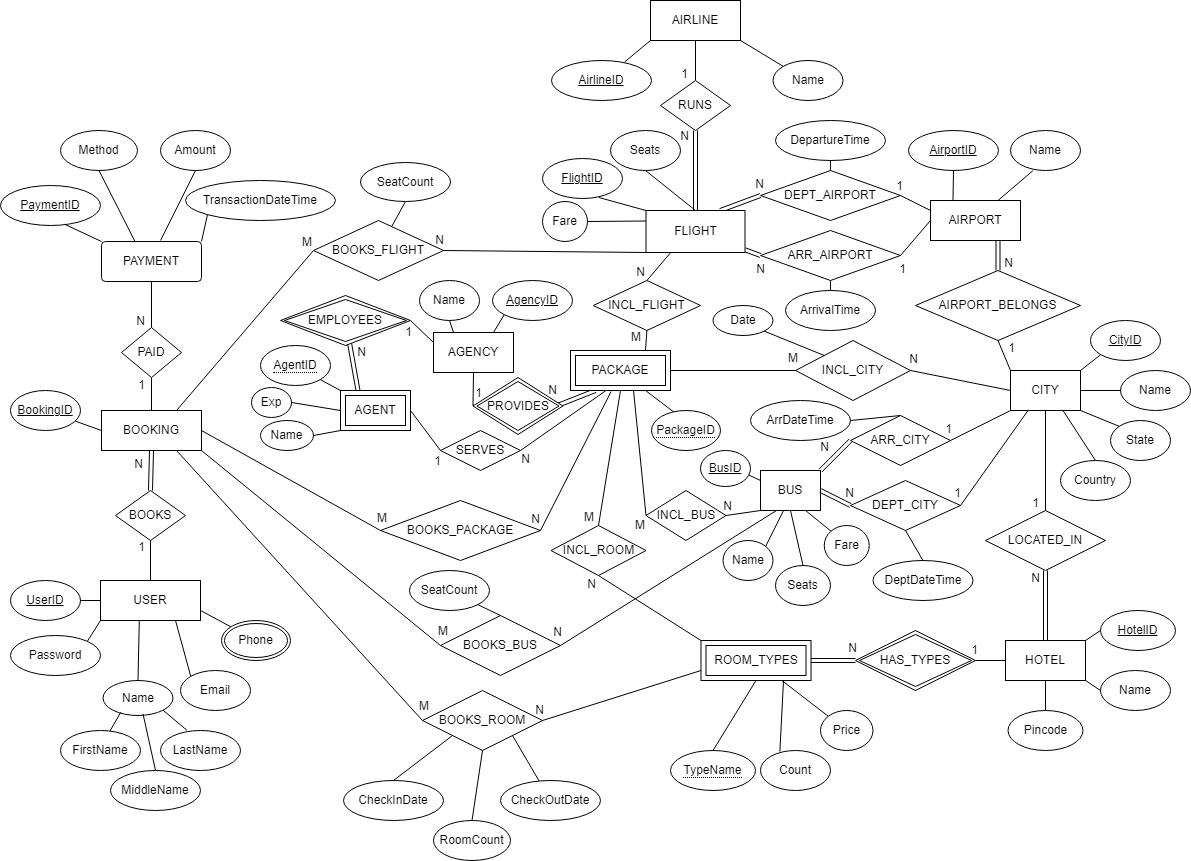 AIRLINE
AirlineID
Name
1
RUNS
N
Seats
DepartureTime
AirportID
Name
Method
Amount
FlightID
N
DEPT_AIRPORT
1
SeatCount
PaymentID
TransactionDateTime
Fare
FLIGHT
AIRPORT
M
BOOKS_FLIGHT
N
PAYMENT
N
ARR_AIRPORT
1
N
N
INCL_FLIGHT
ArrivalTime
AIRPORT_BELONGS
Name
AgencyID
EMPLOYEES
1
Date
N
M
1
CityID
PAID
N
AGENCY
AgentID
PACKAGE
M
INCL_CITY
N
1
CITY
Name
BookingID
Exp
AGENT
1
PROVIDES
N
BOOKING
Name
PackageID
ArrDateTime
ARR_CITY
1
State
SERVES
1
N
N
N
BusID
Country
BUS
N
DEPT_CITY
1
1
BOOKS
M
BOOKS_PACKAGE
N
M
M
INCL_BUS
N
1
INCL_ROOM
Name
Fare
LOCATED_IN
N
Seats
DeptDateTime
N
SeatCount
UserID
USER
M
BOOKS_BUS
N
HotelID
Phone
Password
ROOM_TYPES
N
HAS_TYPES
1
HOTEL
Name
Email
Name
M
BOOKS_ROOM
N
FirstName
LastName
Price
Pincode
MiddleName
TypeName
Count
CheckInDate
CheckOutDate
RoomCount